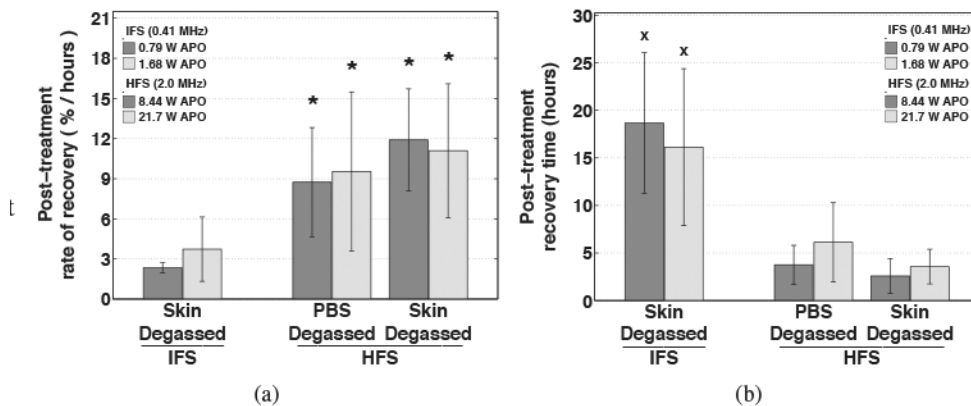 IFS (0.41 MHz)
0.79 W APO
1.68 W APO
HFS (2.0 MHz)
8.44 W APO
21.7 W APO
Post-treatment
rate of recovery ( % / hours)
21
18
15
12
9
6
3
0
*
*
*
*
Skin
Degassed
IFS
PBS
Degassed
Skin
Degassed
HFS
(a)
IFS (0.41 MHz)
0.79 W APO
1.68 W APO
HFS (2.0 MHz)
8.44 W APO
21.7 W APO
Post-treatment
recovery time (hours)
30
25
20
15
10
5
0
x
x
Skin
Degassed
IFS
PBS
Degassed
Skin
Degassed
HFS
(b)